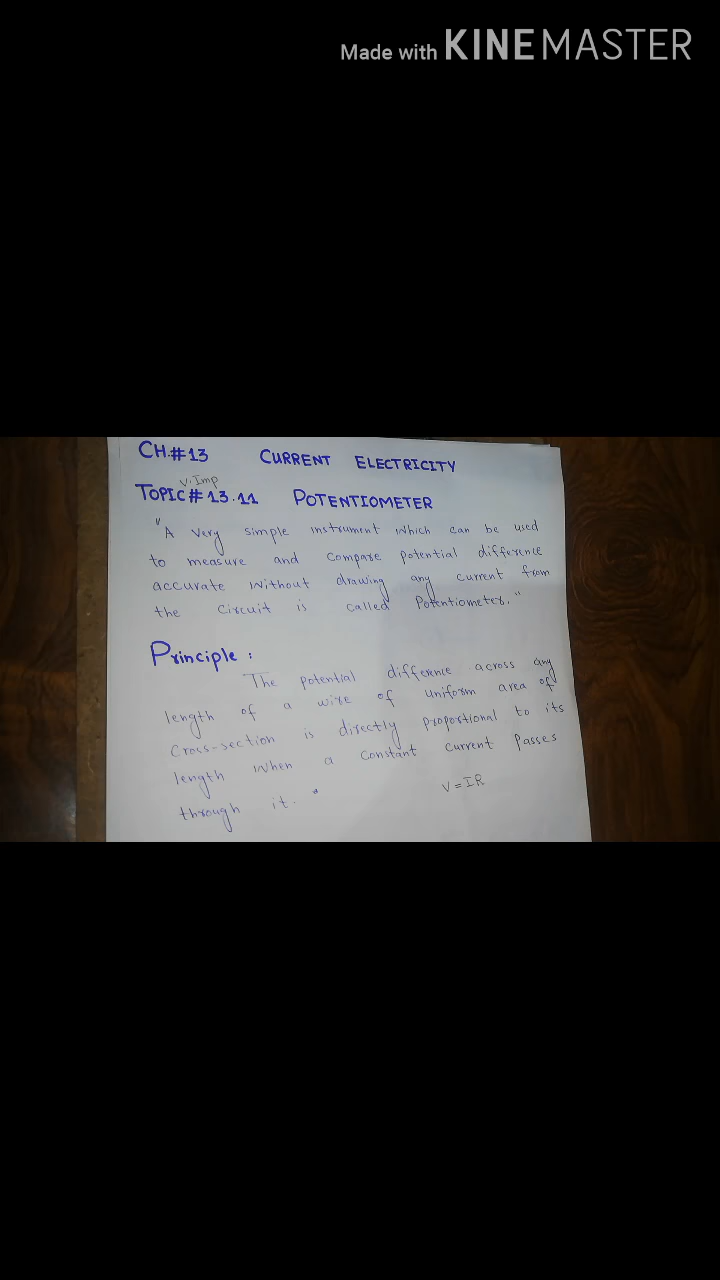 Made with KINEMASTER
CH.#13 CURRENT ELECTRICITY
V.Imp
TOPIC# 13.11 POTENTIOMETER
"A very simple instrument which can be used
to measure and compare potential difference
accurate without drawing any current from
the circuit is called Potentiometer."
Principle :
The potential difference across any
length of a wire of uniform area of
cross-section is directly proportional to its
length when a constant current passes
through it. "
V=IR